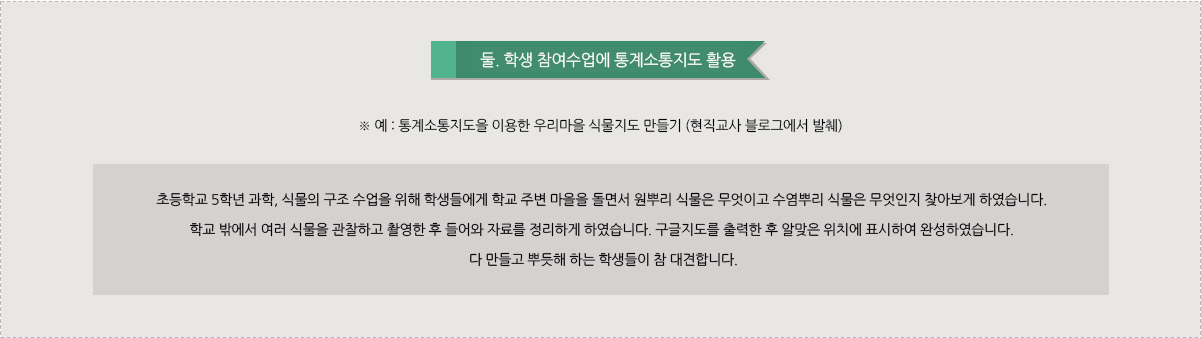 둘. 학생 참여수업에 통계소통지도 활용
※ 예 : 통계소통지도을 이용한 우리마을 식물지도 만들기 (현직교사 블로그에서 발췌)
초등학교 5학년 과학, 식물의 구조 수업을 위해 학생들에게 학교 주변 마을을 돌면서 원뿌리 식물은 무엇이고 수염뿌리 식물은 무엇인지 찾아보게 하였습니다.
학교 밖에서 여러 식물을 관찰하고 촬영한 후 들어와 자료를 정리하게 하였습니다. 구글지도를 출력한 후 알맞은 위치에 표시하여 완성하였습니다.
다 만들고 뿌듯해 하는 학생들이 참 대견합니다.